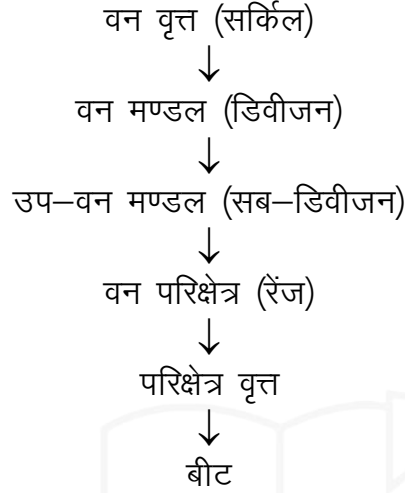 वन वृत्त (सर्किल)
↓
वन मण्डल (डिवीजन)
↓
उप–वन मण्डल (सब–डिवीजन)
↓
वन परिक्षेत्र (रेंज)
↓
परिक्षेत्र वृत्त
↓
बीट